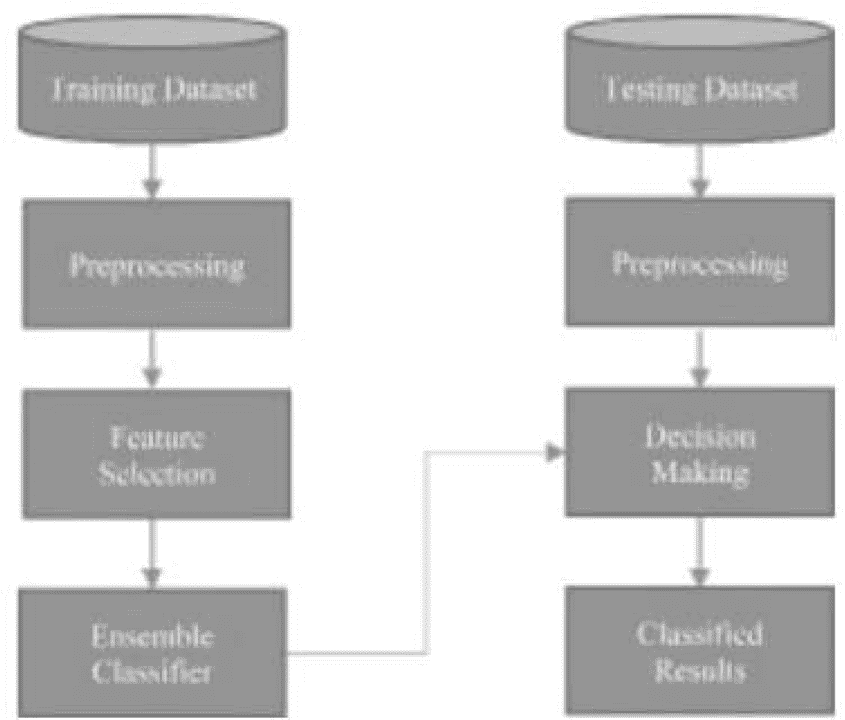 Training Dataset
Preprocessing
Feature
Selection
Ensemble
Classifier
Testing Dataset
Preprocessing
Decision
Making
Classified
Results